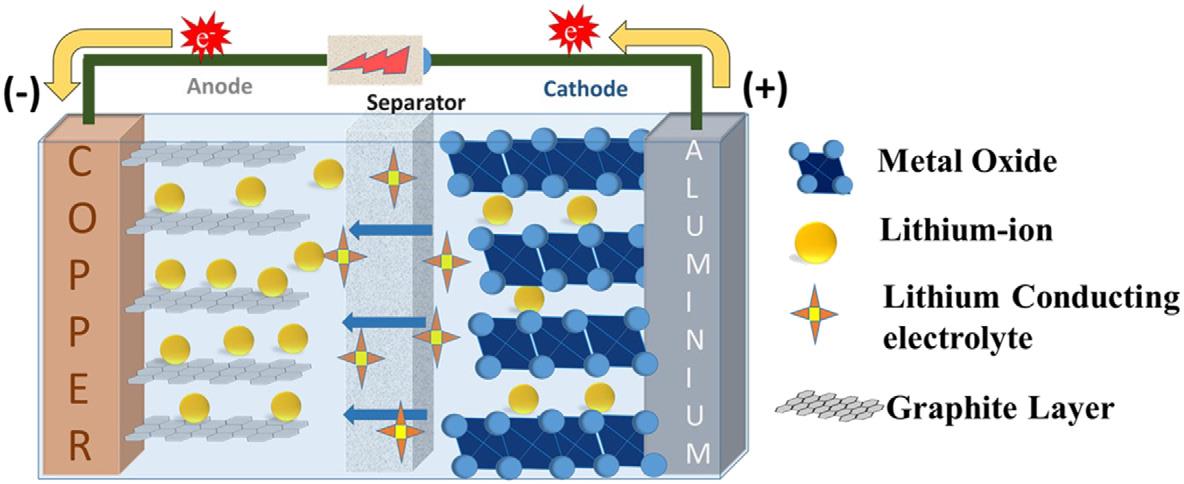 e-
e-
(-)
Anode
Separator
Cathode
(+)
COPPER
ALUMINIUM
Metal Oxide
Lithium-ion
Lithium Conducting
electrolyte
Graphite Layer